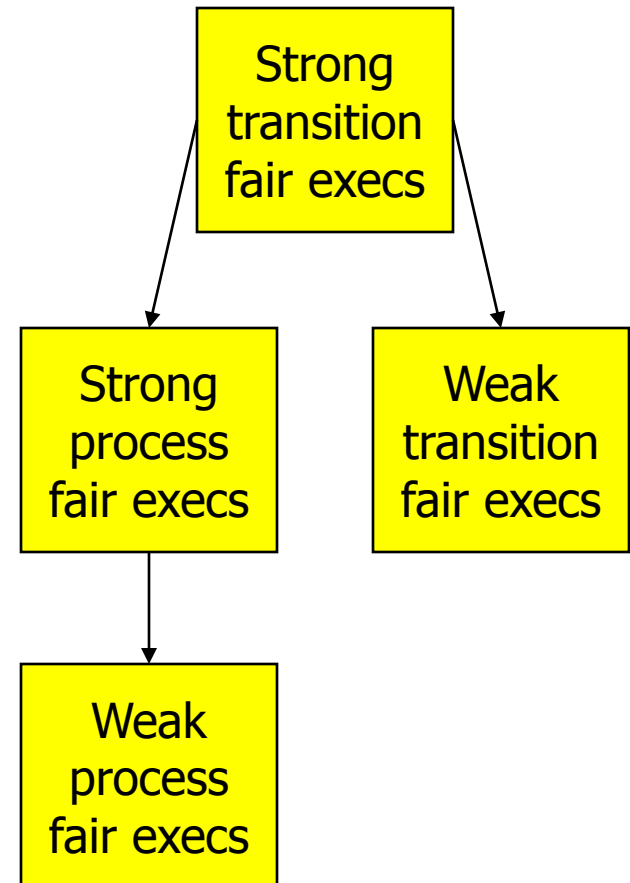 Strong
transition
fair execs
Strong
process
fair execs
Weak
transition
fair execs
Weak
process
fair execs